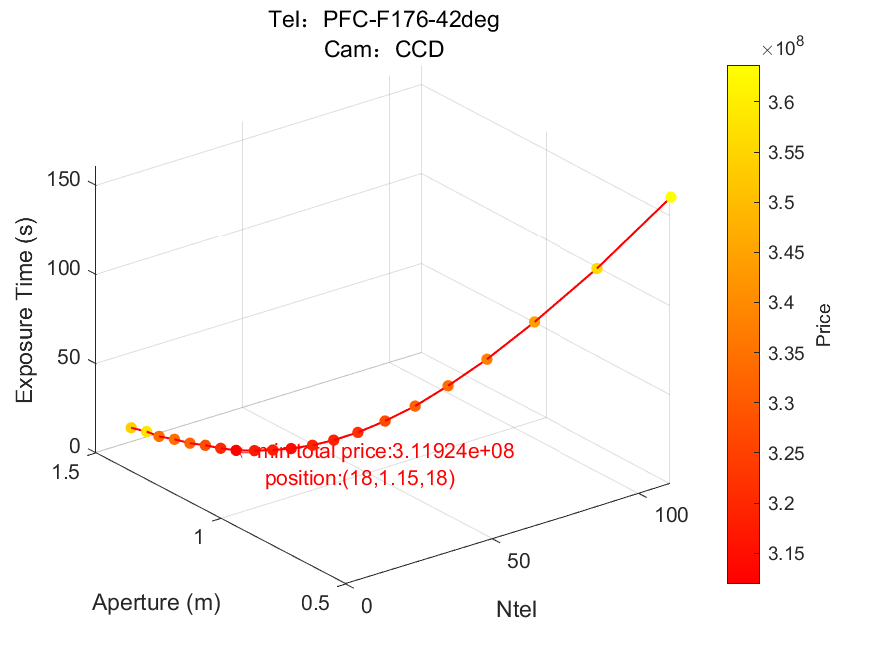 Tel：PFC-F176-42deg
Cam：CCD
×10⁸
3.6
3.55
3.5
3.45
3.4
3.35
3.3
3.25
3.2
3.15
Price
150
100
50
0
Exposure Time (s)
1.5
1
0.5
Aperture (m)
0
50
100
Ntel
min total price:3.11924e+08
position:(18,1.15,18)